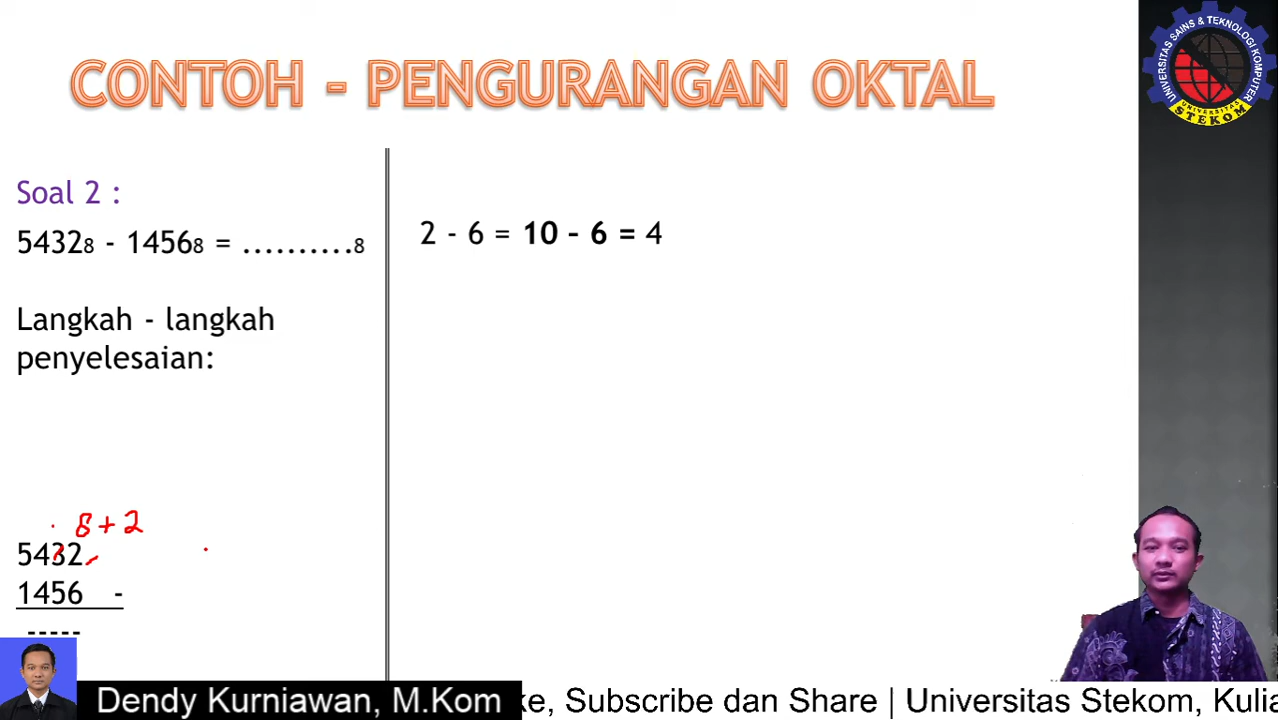 CONTOH - PENGURANGAN OKTAL
UNIVERSITAS SAINS & TEKNOLOGI KOMPUTER
UNIVERSITAS
STEKOM
Soal 2 :
5432₈ - 1456₈ = ..........₈
2 - 6 = 10 – 6 = 4
Langkah - langkah
penyelesaian:
8+2
5432
1456 -
-----
Dendy Kurniawan, M.Kom
ke, Subscribe dan Share | Universitas Stekom, Kulia